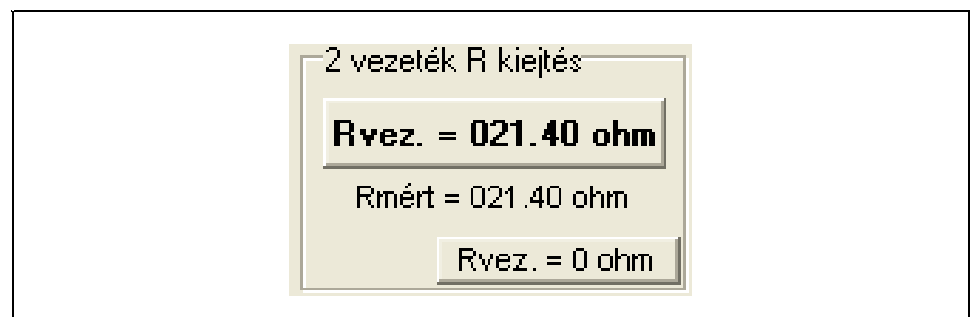 2 vezeték R kiejtés
Rvez. = 021.40 ohm
Rmért = 021.40 ohm
Rvez. = 0 ohm